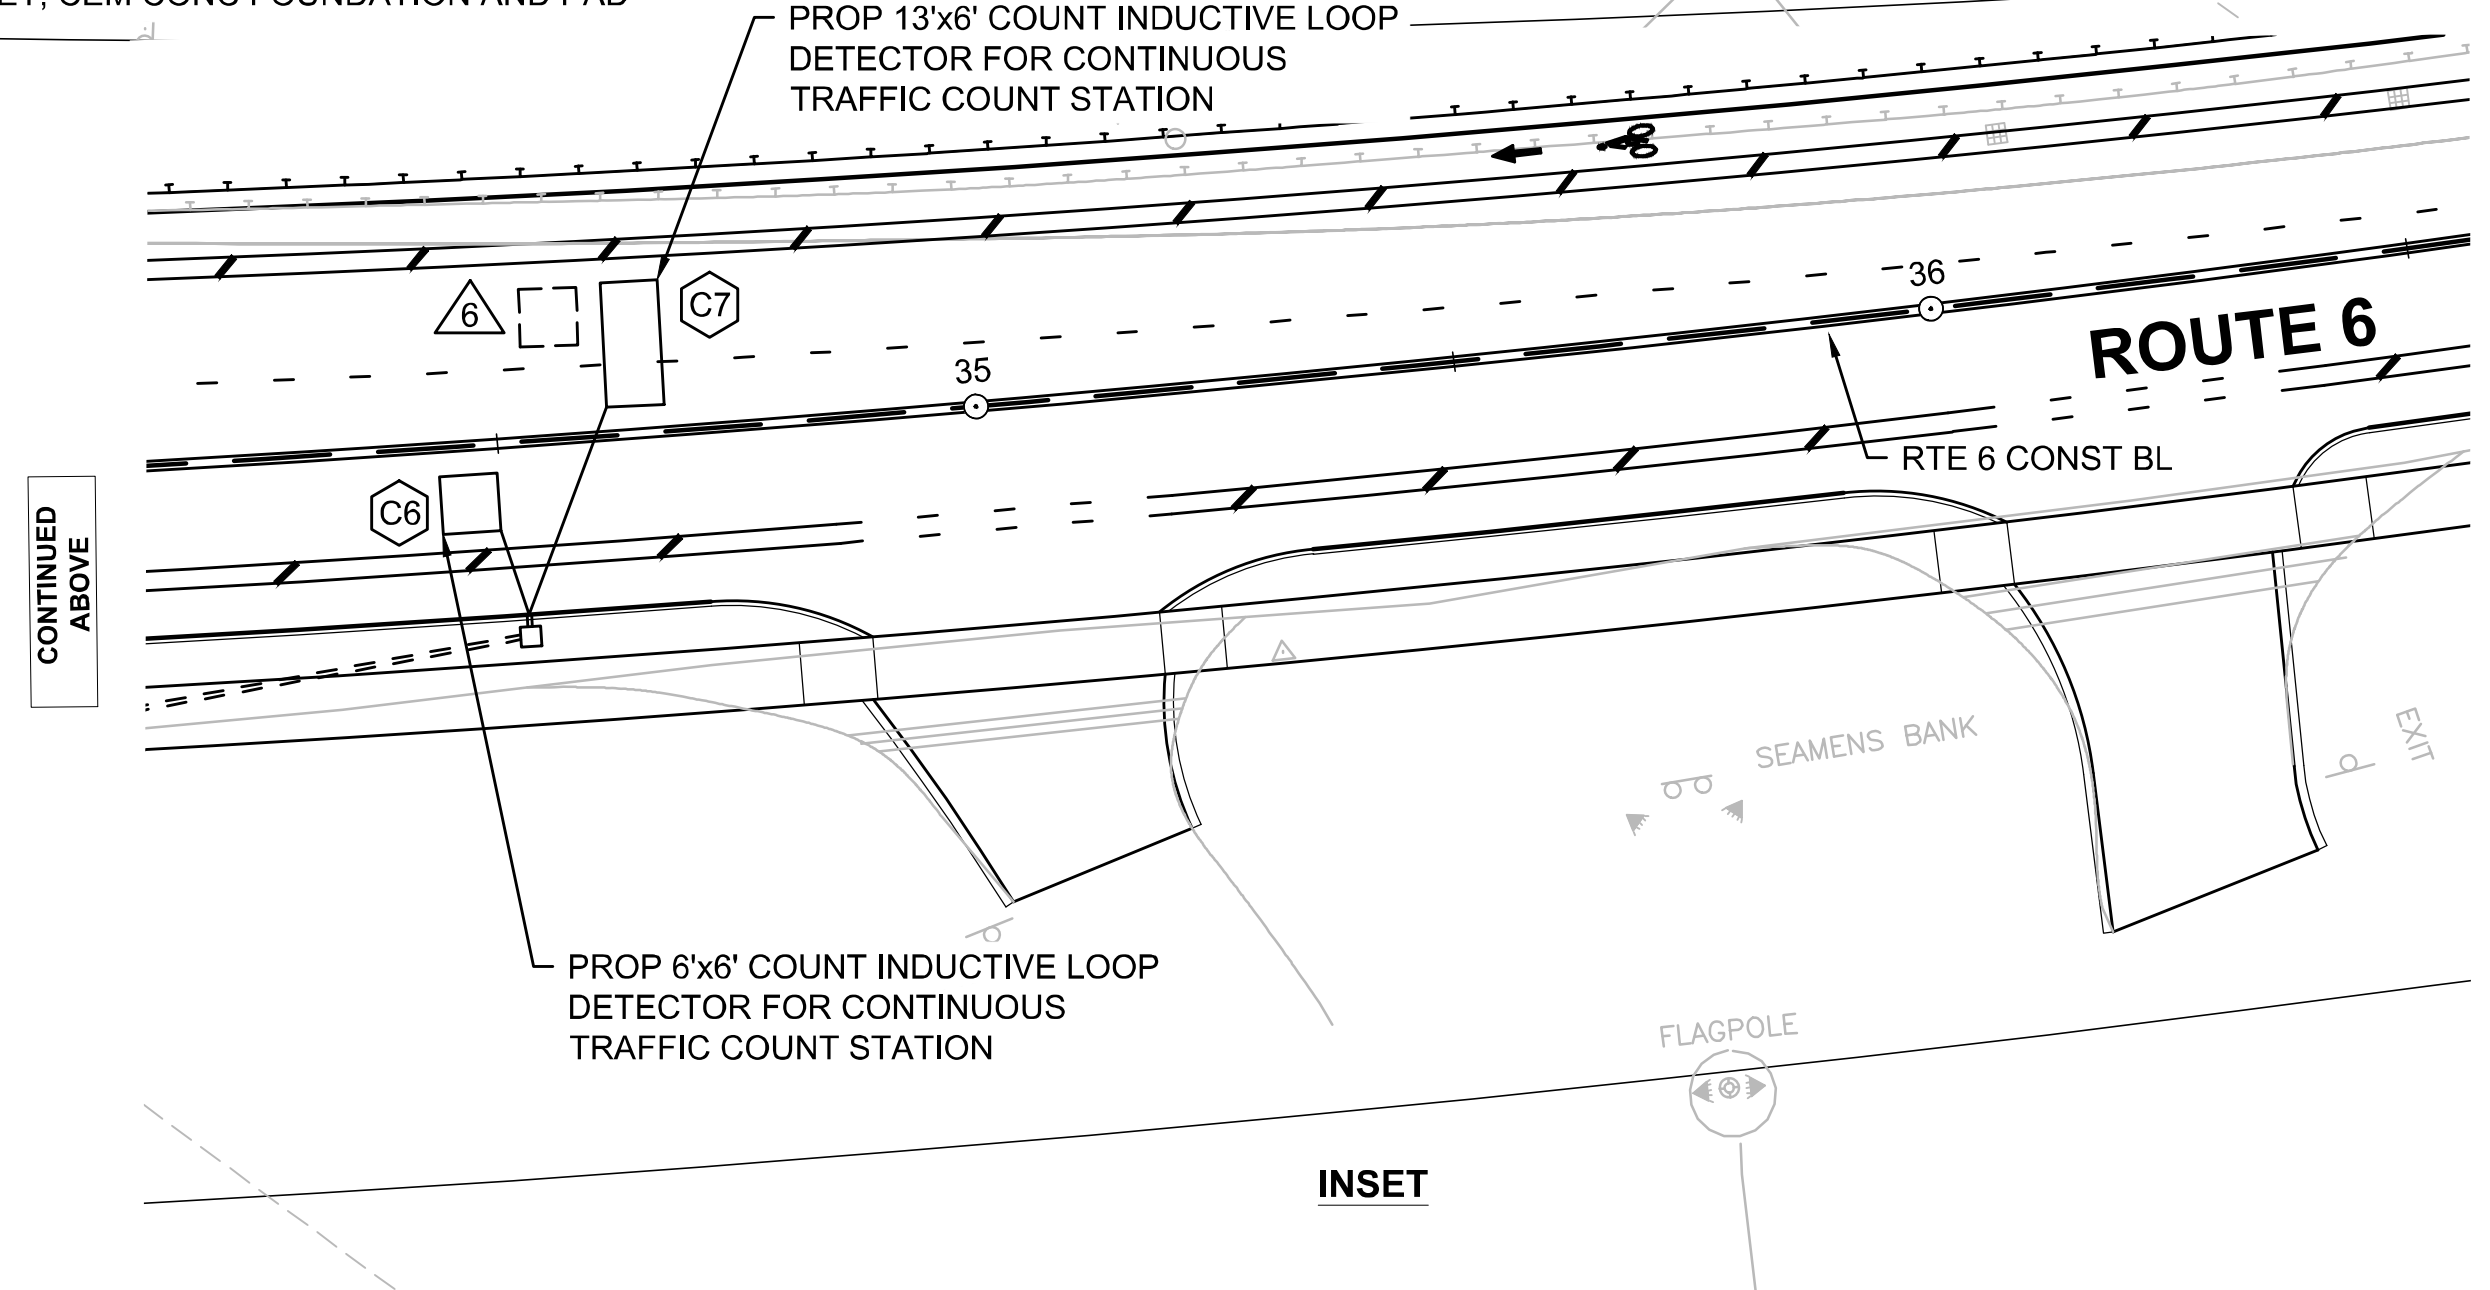 PROP 13'x6' COUNT INDUCTIVE LOOP
DETECTOR FOR CONTINUOUS
TRAFFIC COUNT STATION
6
C7
36
35
ROUTE 6
RTE 6 CONST BL
C6
CONTINUED
ABOVE
SEAMENS BANK
EXIT
PROP 6'x6' COUNT INDUCTIVE LOOP
DETECTOR FOR CONTINUOUS
TRAFFIC COUNT STATION
FLAGPOLE
INSET